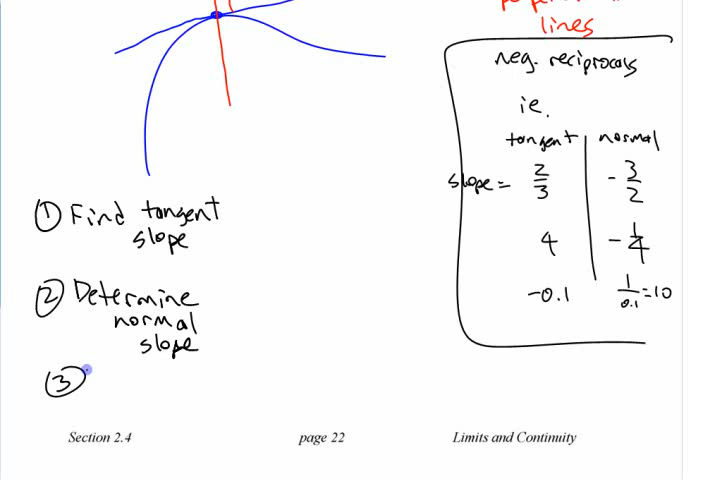 lines
neg. reciprocals
ie.
tangent | normal
slope = 2/3 | - 3/2
4 | - 1/4
-0.1 | 1/0.1 = 10
① Find tangent
slope
② Determine
normal
slope
③
Section 2.4 page 22 Limits and Continuity